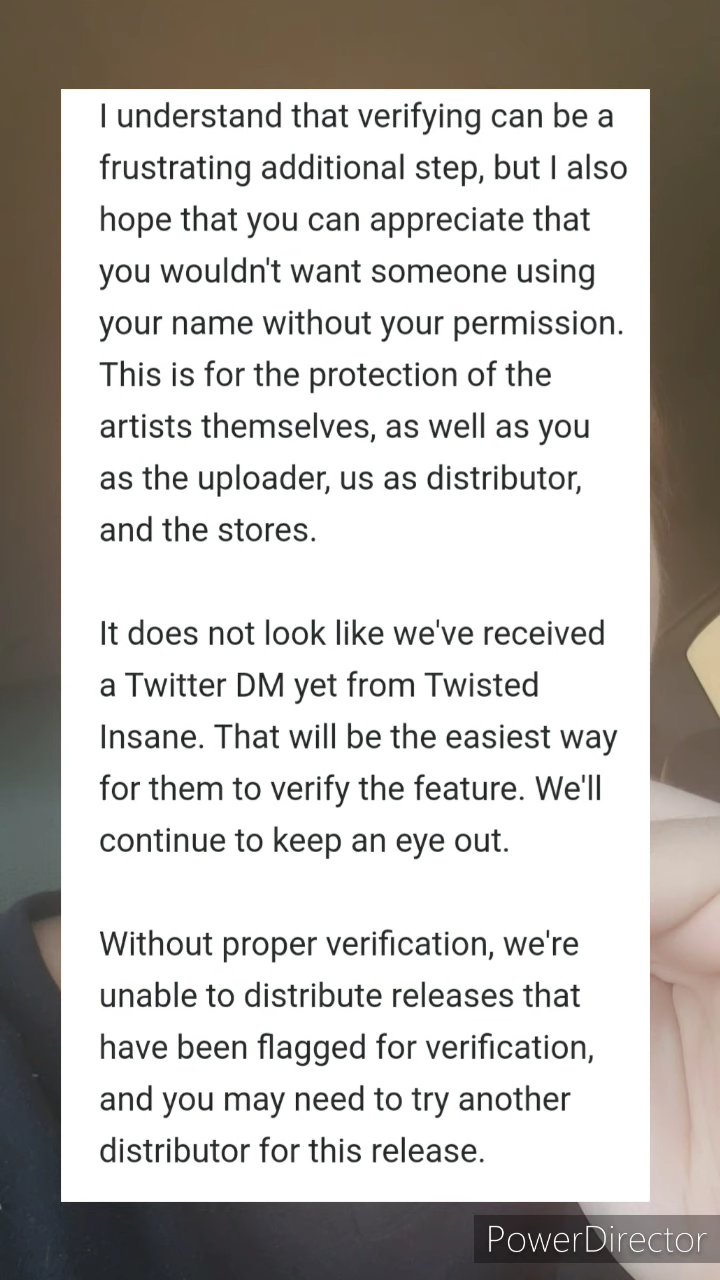 I understand that verifying can be a
frustrating additional step, but I also
hope that you can appreciate that
you wouldn't want someone using
your name without your permission.
This is for the protection of the
artists themselves, as well as you
as the uploader, us as distributor,
and the stores.
It does not look like we've received
a Twitter DM yet from Twisted
Insane. That will be the easiest way
for them to verify the feature. We'll
continue to keep an eye out.
Without proper verification, we're
unable to distribute releases that
have been flagged for verification,
and you may need to try another
distributor for this release.
PowerDirector